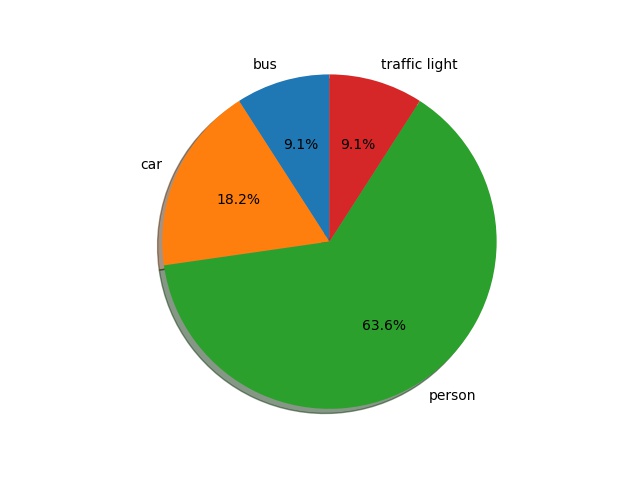 bus
traffic light
9.1%
9.1%
car
18.2%
63.6%
person